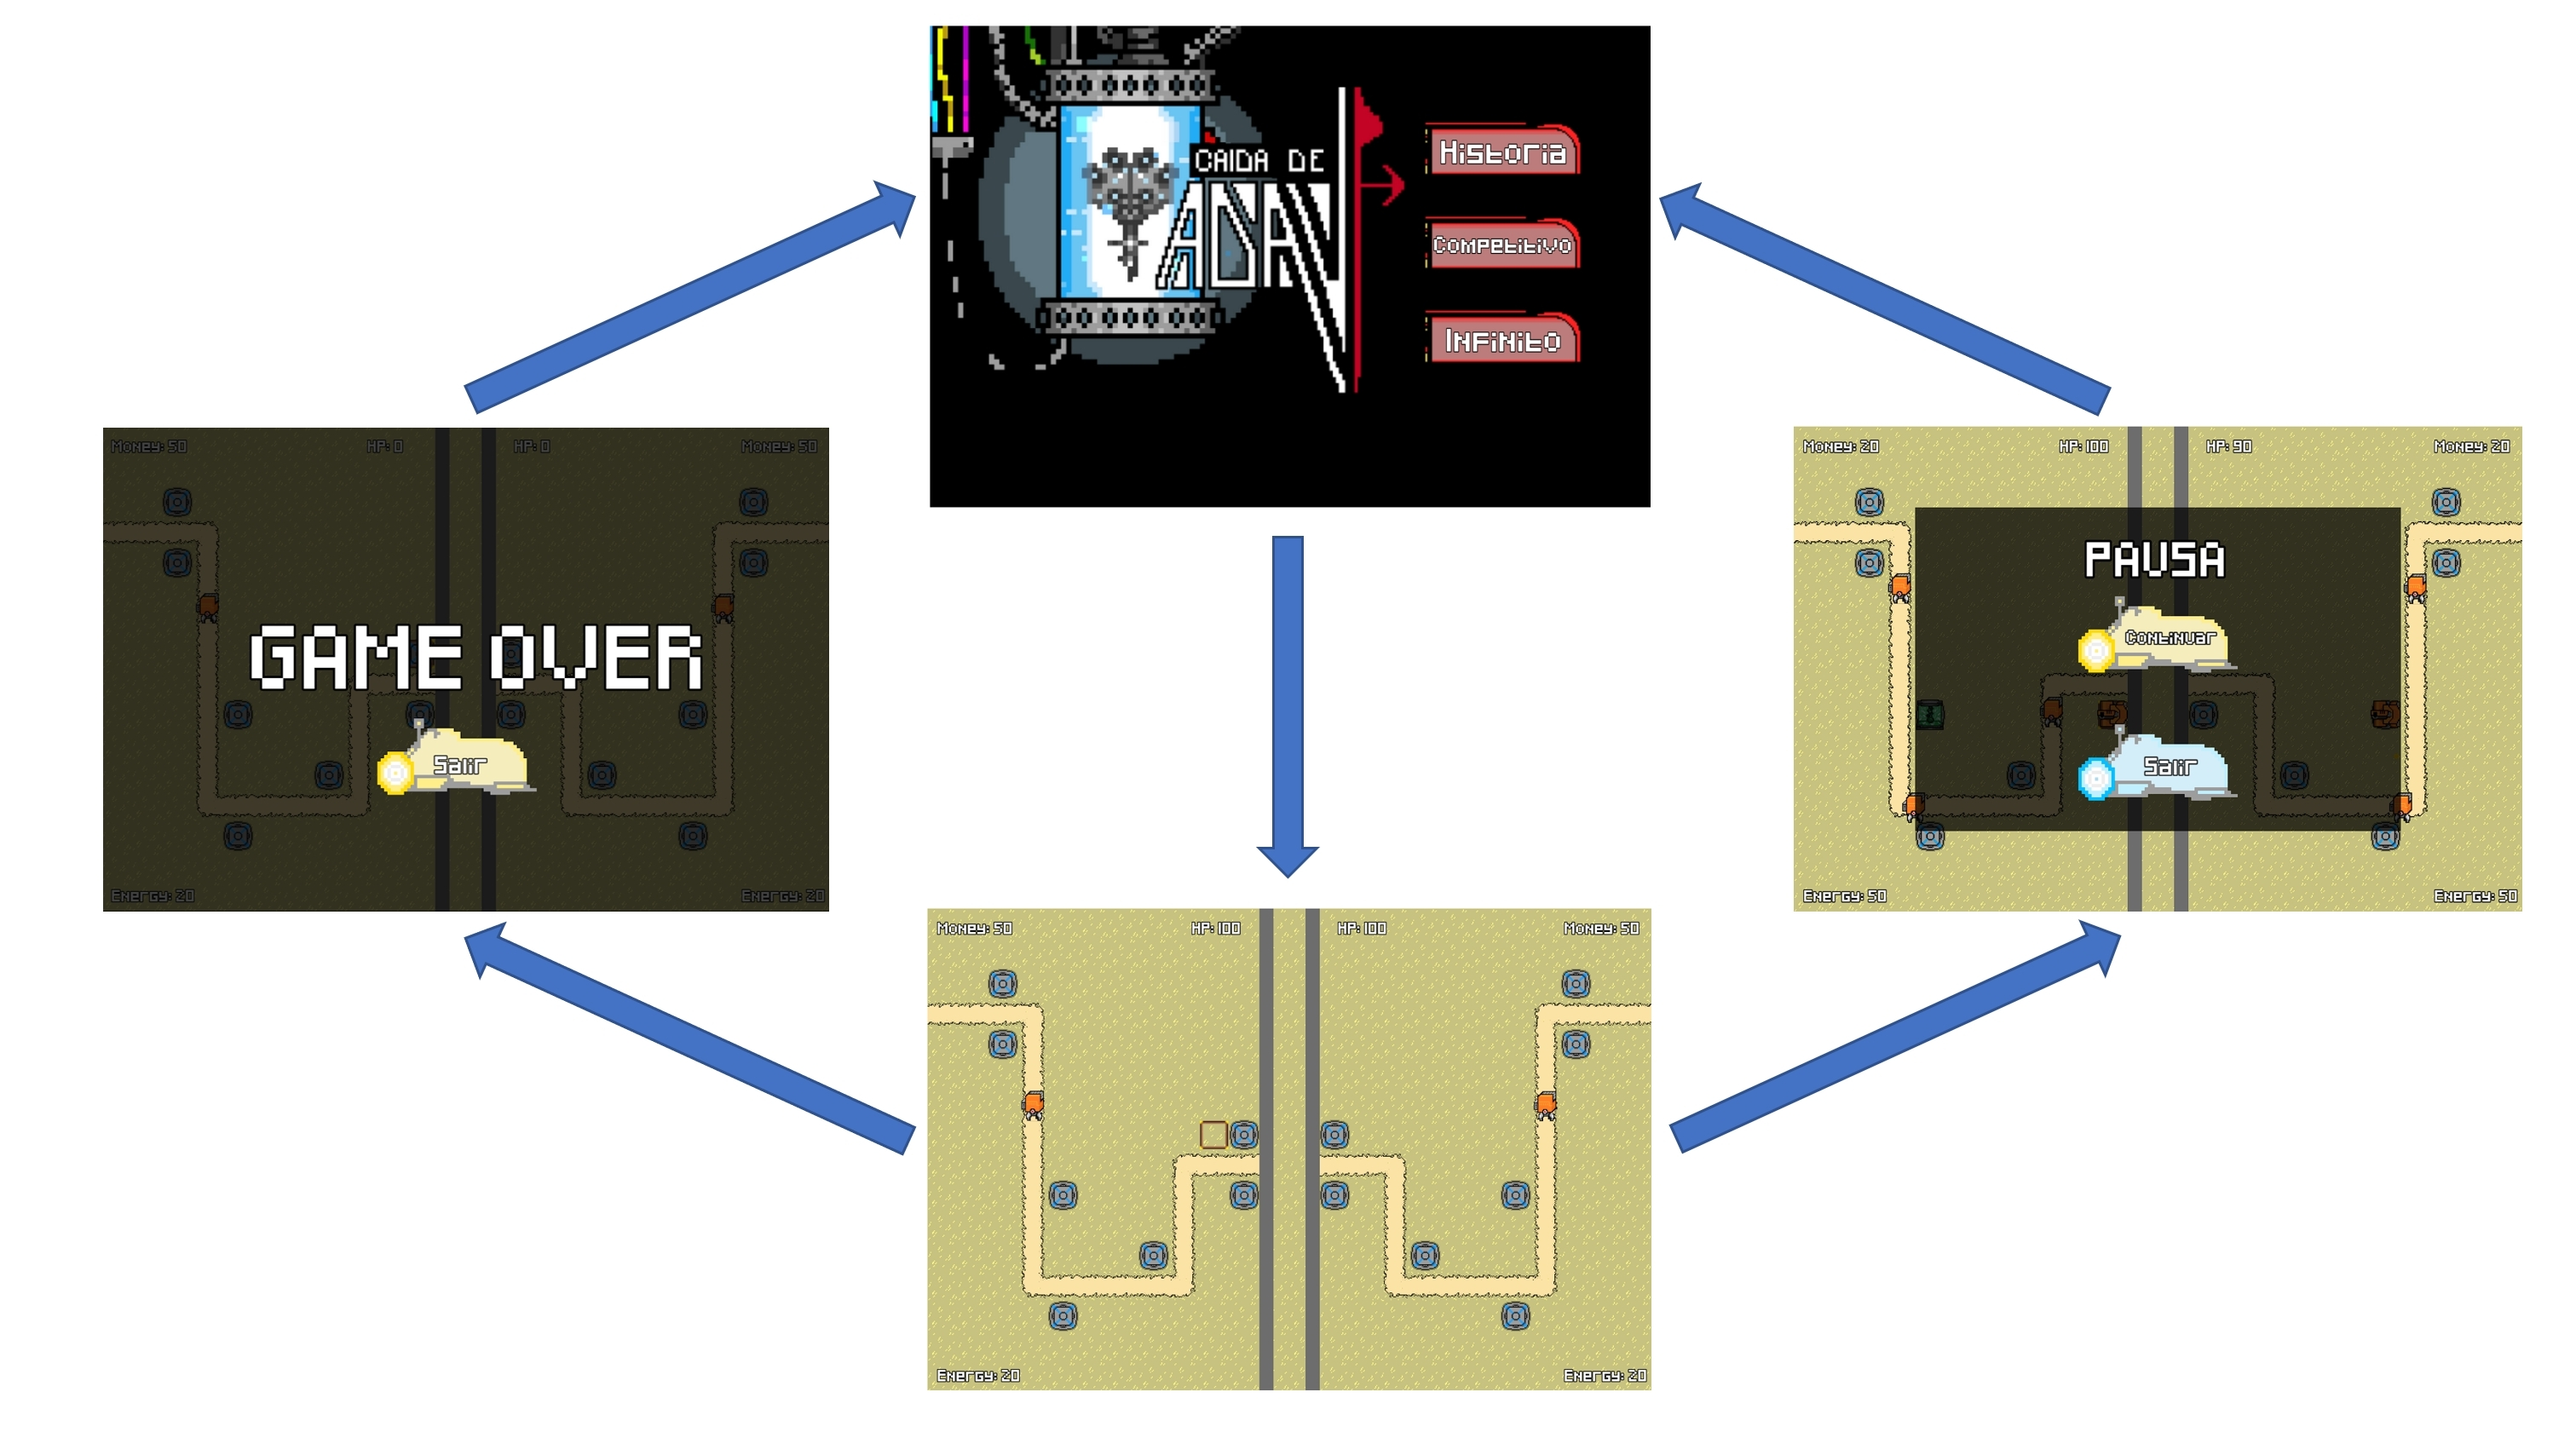 CAIDA DE
ADAN
Historia
Competitivo
Infinito
Money: 50
HP: 0
HP: 0
Money: 50
GAME OVER
Salir
Energy: 20
Energy: 20
Money: 20
HP: 100
HP: 90
Money: 20
PAUSA
Continuar
Salir
Energy: 50
Energy: 50
Money: 50
HP: 100
HP: 100
Money: 50
Energy: 20
Energy: 20